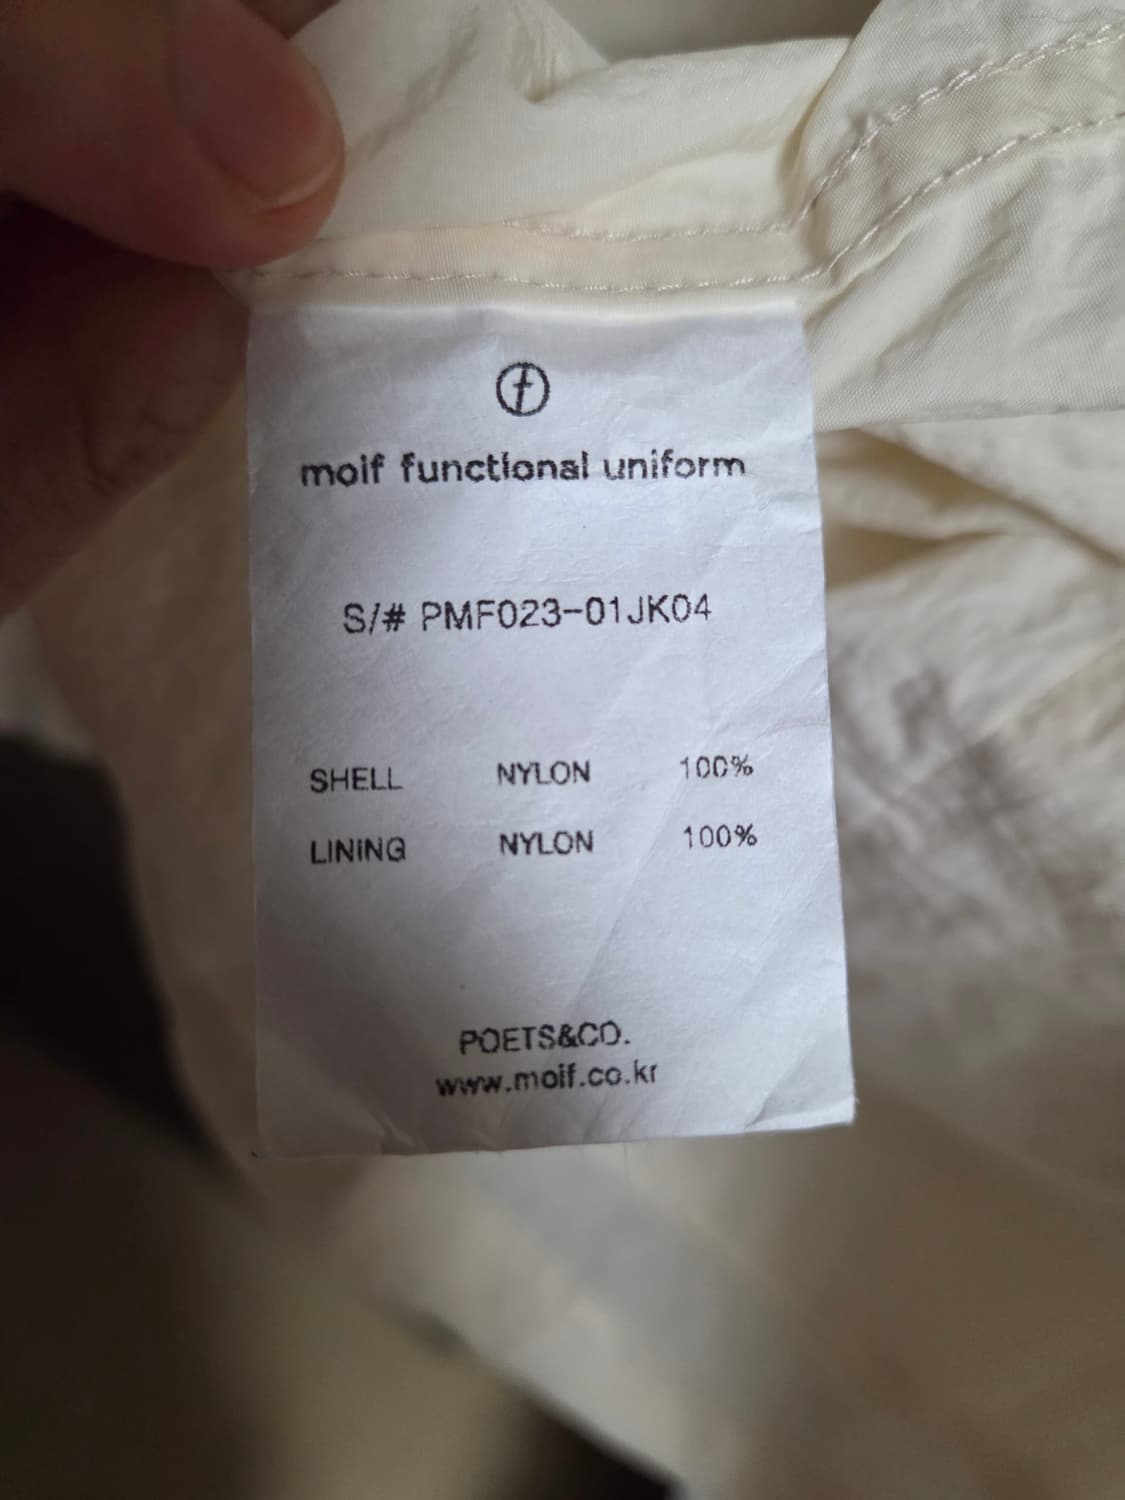 moif functional uniform
S/# PMF023-01JK04
SHELL NYLON 100%
LINING NYLON 100%
POETS&CO.
www.moif.co.kr